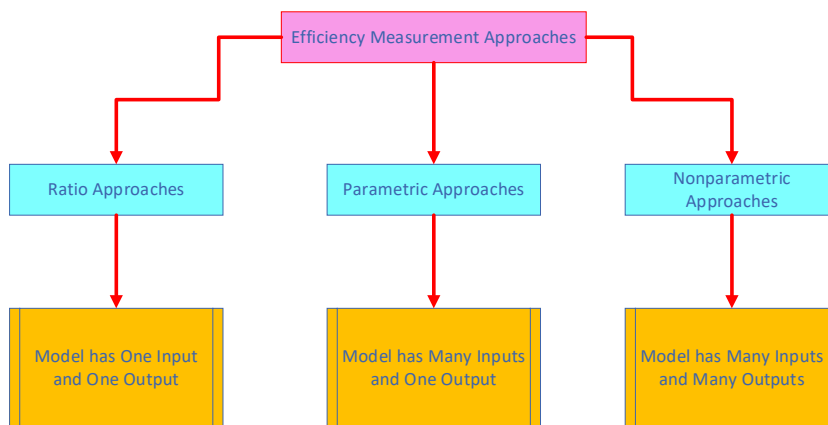 Efficiency Measurement Approaches
Ratio Approaches
Parametric Approaches
Nonparametric
Approaches
Model has One Input
and One Output
Model has Many Inputs
and One Output
Model has Many Inputs
and Many Outputs